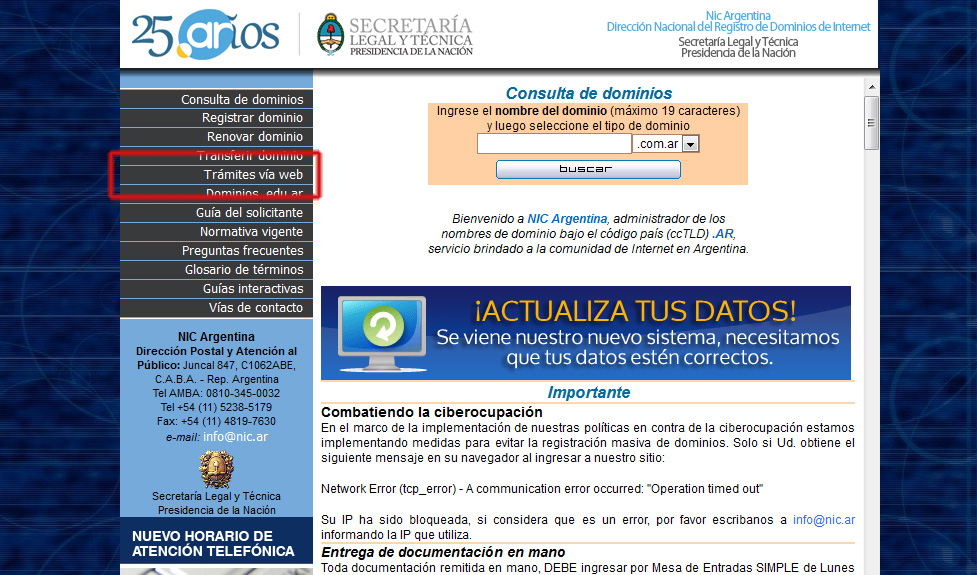 25.años
SECRETARÍA
LEGAL Y TÉCNICA
PRESIDENCIA DE LA NACIÓN
Nic Argentina
Dirección Nacional del Registro de Dominios de Internet
Secretaría Legal y Técnica
Presidencia de la Nación
Consulta de dominios
Registrar dominio
Renovar dominio
Transferir dominio
Trámites vía web
Dominios .edu.ar
Guía del solicitante
Normativa vigente
Preguntas frecuentes
Glosario de términos
Guías interactivas
Vías de contacto
NIC Argentina
Dirección Postal y Atención al
Público: Juncal 847, C1062ABE,
C.A.B.A. - Rep. Argentina
Tel AMBA: 0810-345-0032
Tel +54 (11) 5238-5179
Fax: +54 (11) 4819-7630
e-mail: info@nic.ar
Secretaría Legal y Técnica
Presidencia de la Nación
NUEVO HORARIO DE
ATENCIÓN TELEFÓNICA
Consulta de dominios
Ingrese el nombre del dominio (máximo 19 caracteres)
y luego seleccione el tipo de dominio
.com.ar
buscar
Bienvenido a NIC Argentina, administrador de los
nombres de dominio bajo el código país (ccTLD) .AR,
servicio brindado a la comunidad de Internet en Argentina.
¡ACTUALIZA TUS DATOS!
Se viene nuestro nuevo sistema, necesitamos
que tus datos estén correctos.
Importante
Combatiendo la ciberocupación
En el marco de la implementación de nuestras políticas en contra de la ciberocupación estamos
implementando medidas para evitar la registración masiva de dominios. Solo si Ud. obtiene el
siguiente mensaje en su navegador al ingresar a nuestro sitio:
Network Error (tcp_error) - A communication error occurred: "Operation timed out"
Su IP ha sido bloqueada, si considera que es un error, por favor escribanos a info@nic.ar
informando la IP que utiliza.
Entrega de documentación en mano
Toda documentación remitida en mano, DEBE ingresar por Mesa de Entradas SIMPLE de Lunes